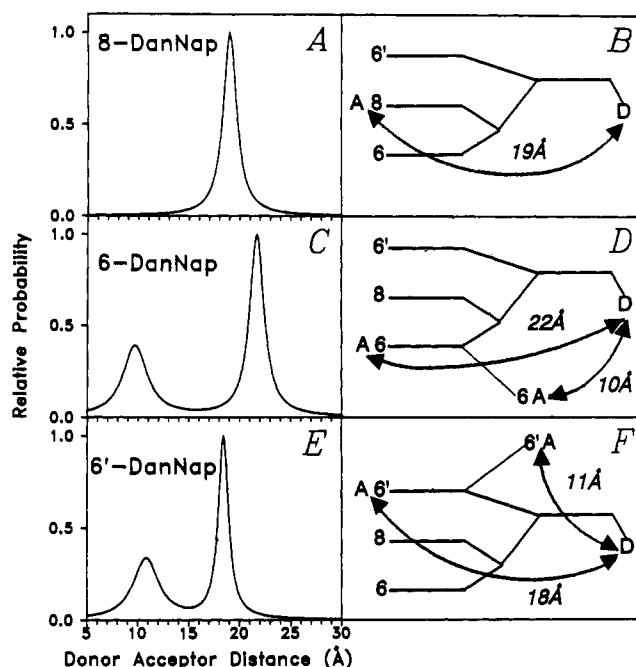 Relative Probability
1.0
0.5
0.0
8-DanNap
A
B
6'
A 8
6
D
19Å
1.0
0.5
0.0
6-DanNap
C
D
6'
8
A 6
D
22Å
10Å
6 A
1.0
0.5
0.0
6'-DanNap
E
F
6' A
A 6'
11Å
8
D
6
18Å
5 10 15 20 25 30
Donor Acceptor Distance (Å)